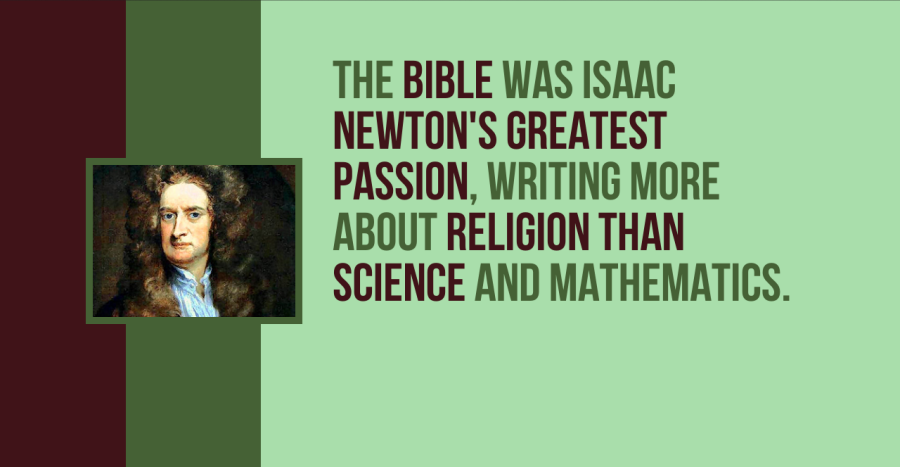 THE BIBLE WAS ISAAC
NEWTON'S GREATEST
PASSION, WRITING MORE
ABOUT RELIGION THAN
SCIENCE AND MATHEMATICS.